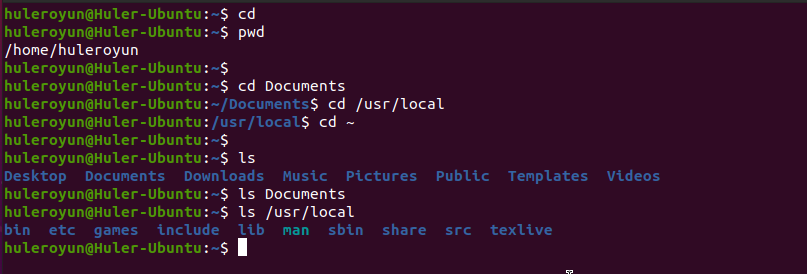 huleroyun@Huler-Ubuntu:~$ cd
huleroyun@Huler-Ubuntu:~$ pwd
/home/huleroyun
huleroyun@Huler-Ubuntu:~$
huleroyun@Huler-Ubuntu:~$ cd Documents
huleroyun@Huler-Ubuntu:~/Documents$ cd /usr/local
huleroyun@Huler-Ubuntu:/usr/local$ cd ~
huleroyun@Huler-Ubuntu:~$
huleroyun@Huler-Ubuntu:~$ ls
Desktop  Documents  Downloads  Music  Pictures  Public  Templates  Videos
huleroyun@Huler-Ubuntu:~$ ls Documents
huleroyun@Huler-Ubuntu:~$ ls /usr/local
bin  etc  games  include  lib  man  sbin  share  src  texlive
huleroyun@Huler-Ubuntu:~$